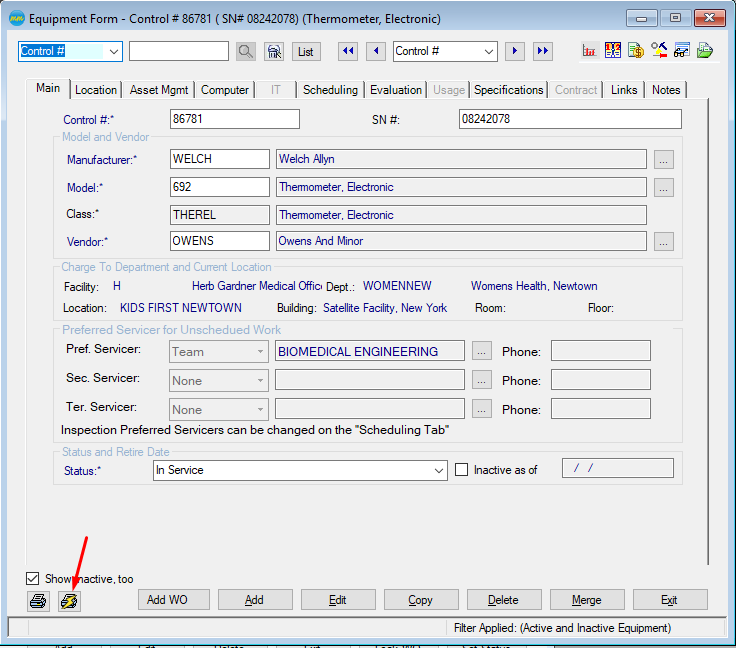 Equipment Form - Control # 86781 ( SN# 08242078) (Thermometer, Electronic)
Control # List Control #
Main Location Asset Mgmt Computer IT Scheduling Evaluation Usage Specifications Contract Links Notes
Control #:* 86781 SN #: 08242078
Model and Vendor
Manufacturer:* WELCH Welch Allyn ...
Model:* 692 Thermometer, Electronic ...
Class:* THEREL Thermometer, Electronic
Vendor:* OWENS Owens And Minor ...
Charge To Department and Current Location
Facility: H Herb Gardner Medical Offic Dept.: WOMENNEW Womens Health, Newtown
Location: KIDS FIRST NEWTOWN Building: Satellite Facility, New York Room: Floor:
Preferred Servicer for Unschedued Work
Pref. Servicer: Team BIOMEDICAL ENGINEERING ... Phone:
Sec. Servicer: None ... Phone:
Ter. Servicer: None ... Phone:
Inspection Preferred Servicers can be changed on the "Scheduling Tab"
Status and Retire Date
Status:* In Service Inactive as of / /
Show Inactive, too
Add WO Add Edit Copy Delete Merge Exit
Filter Applied: (Active and Inactive Equipment)